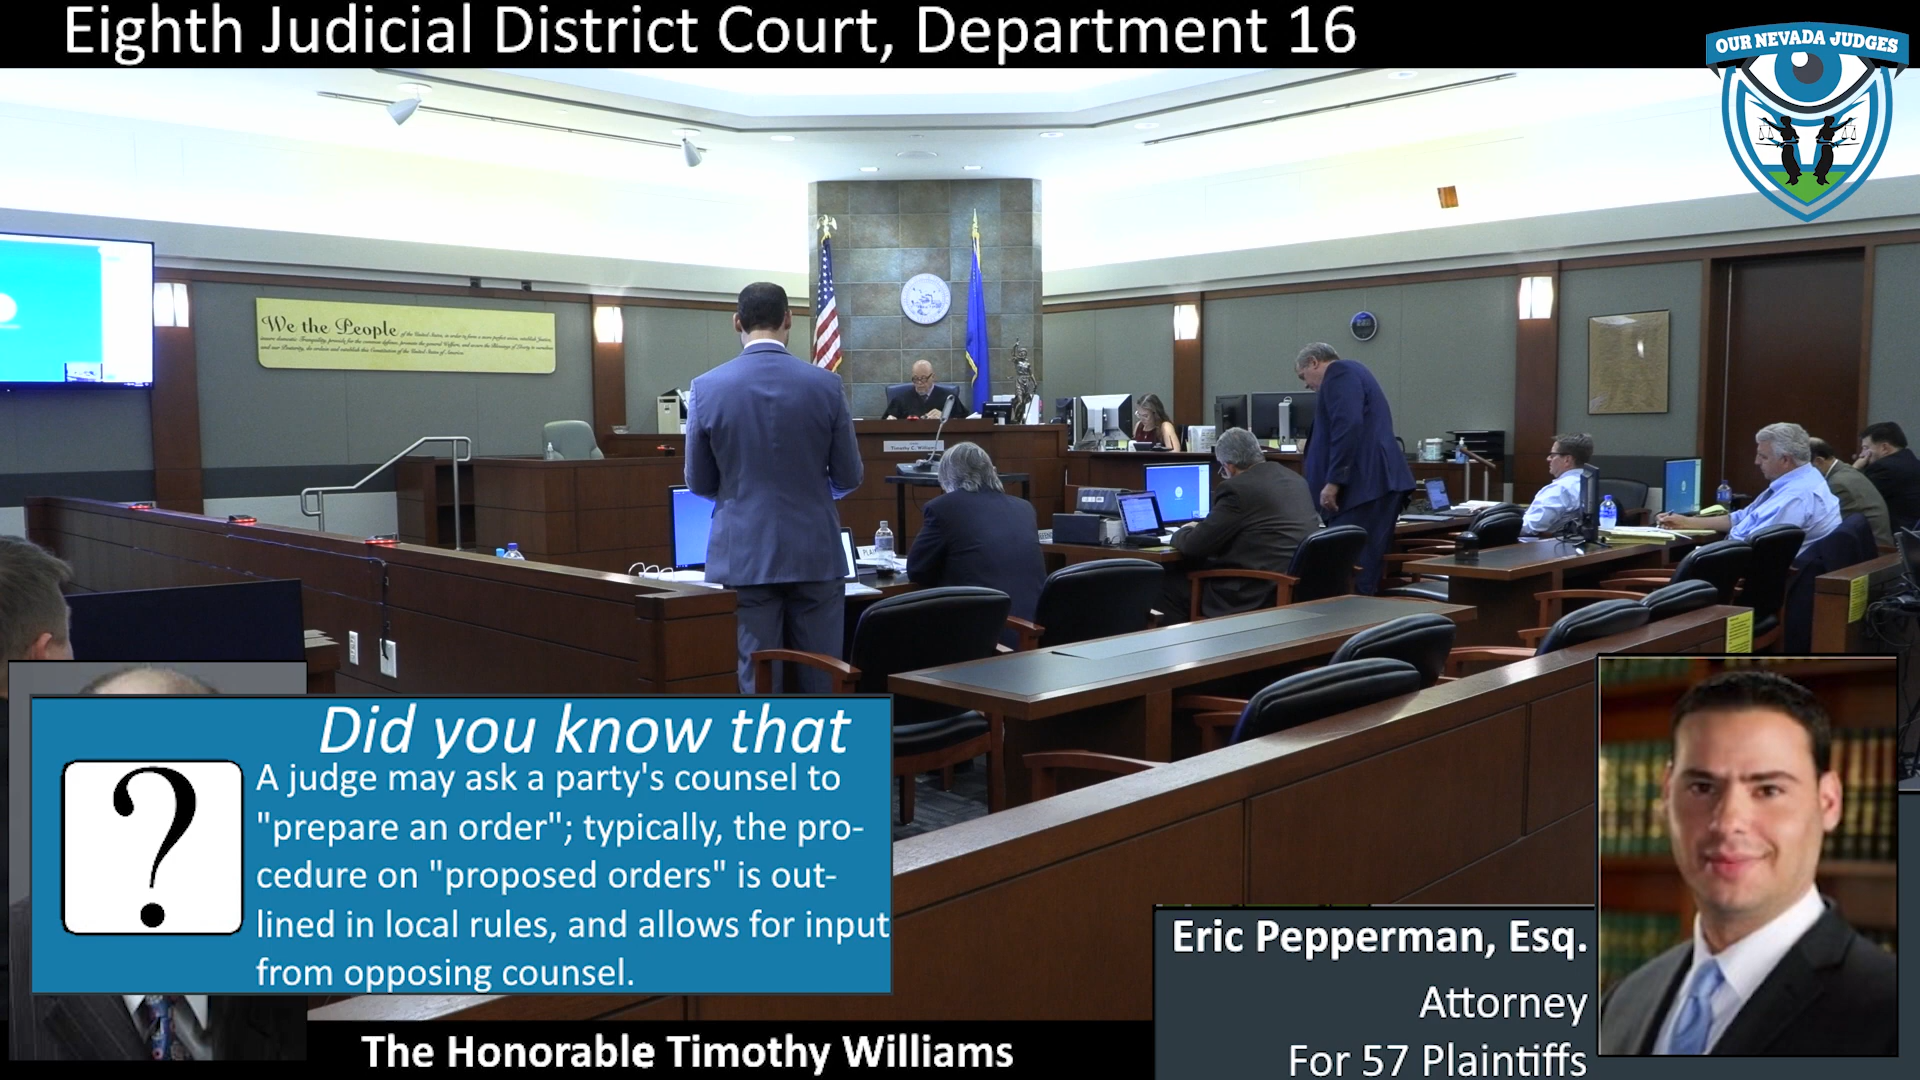 Eighth Judicial District Court, Department 16
OUR NEVADA JUDGES
We the People
Timothy C. Williams
Did you know that
A judge may ask a party's counsel to
"prepare an order"; typically, the pro-
cedure on "proposed orders" is out-
lined in local rules, and allows for input
from opposing counsel.
?
Eric Pepperman, Esq.
Attorney
For 57 Plaintiffs
The Honorable Timothy Williams